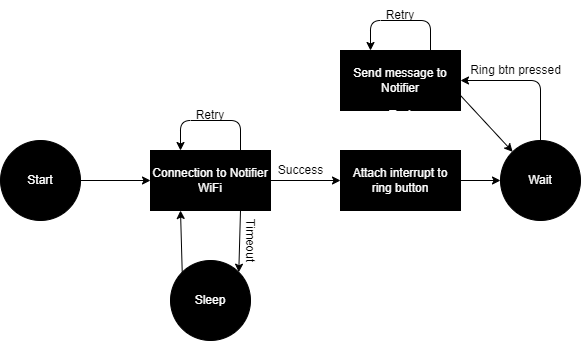 Retry
Send message to
Notifier
Ring btn pressed
Retry
Start
Connection to Notifier
WiFi
Success
Attach interrupt to
ring button
Wait
Timeout
Sleep